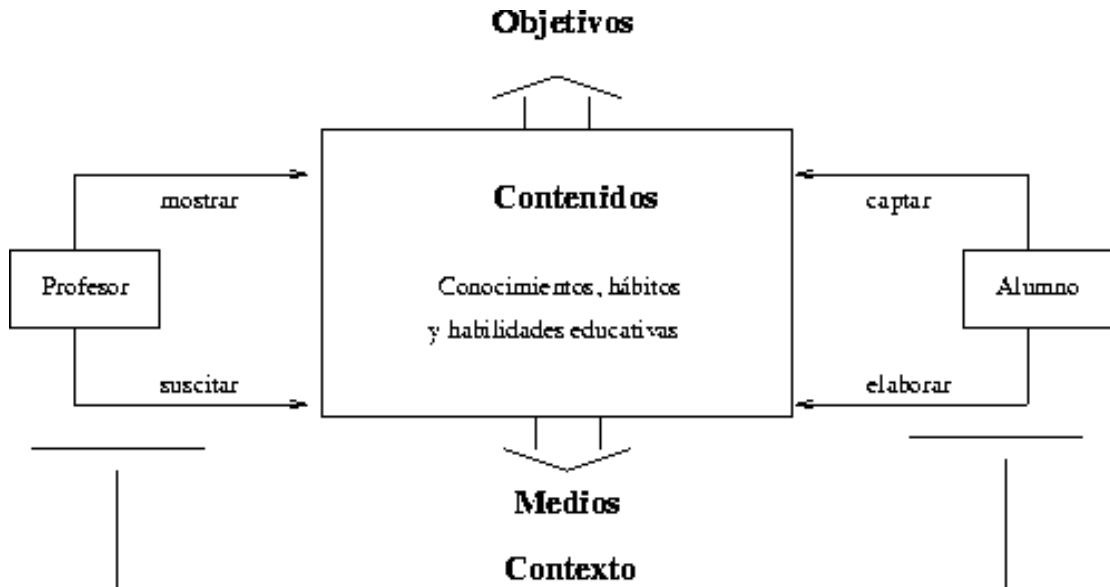 Objetivos
mostrar
Contenidos
captar
Profesor
Conocimientos, hábitos
y habilidades educativas
Alumno
suscitar
elaborar
Medios
Contexto